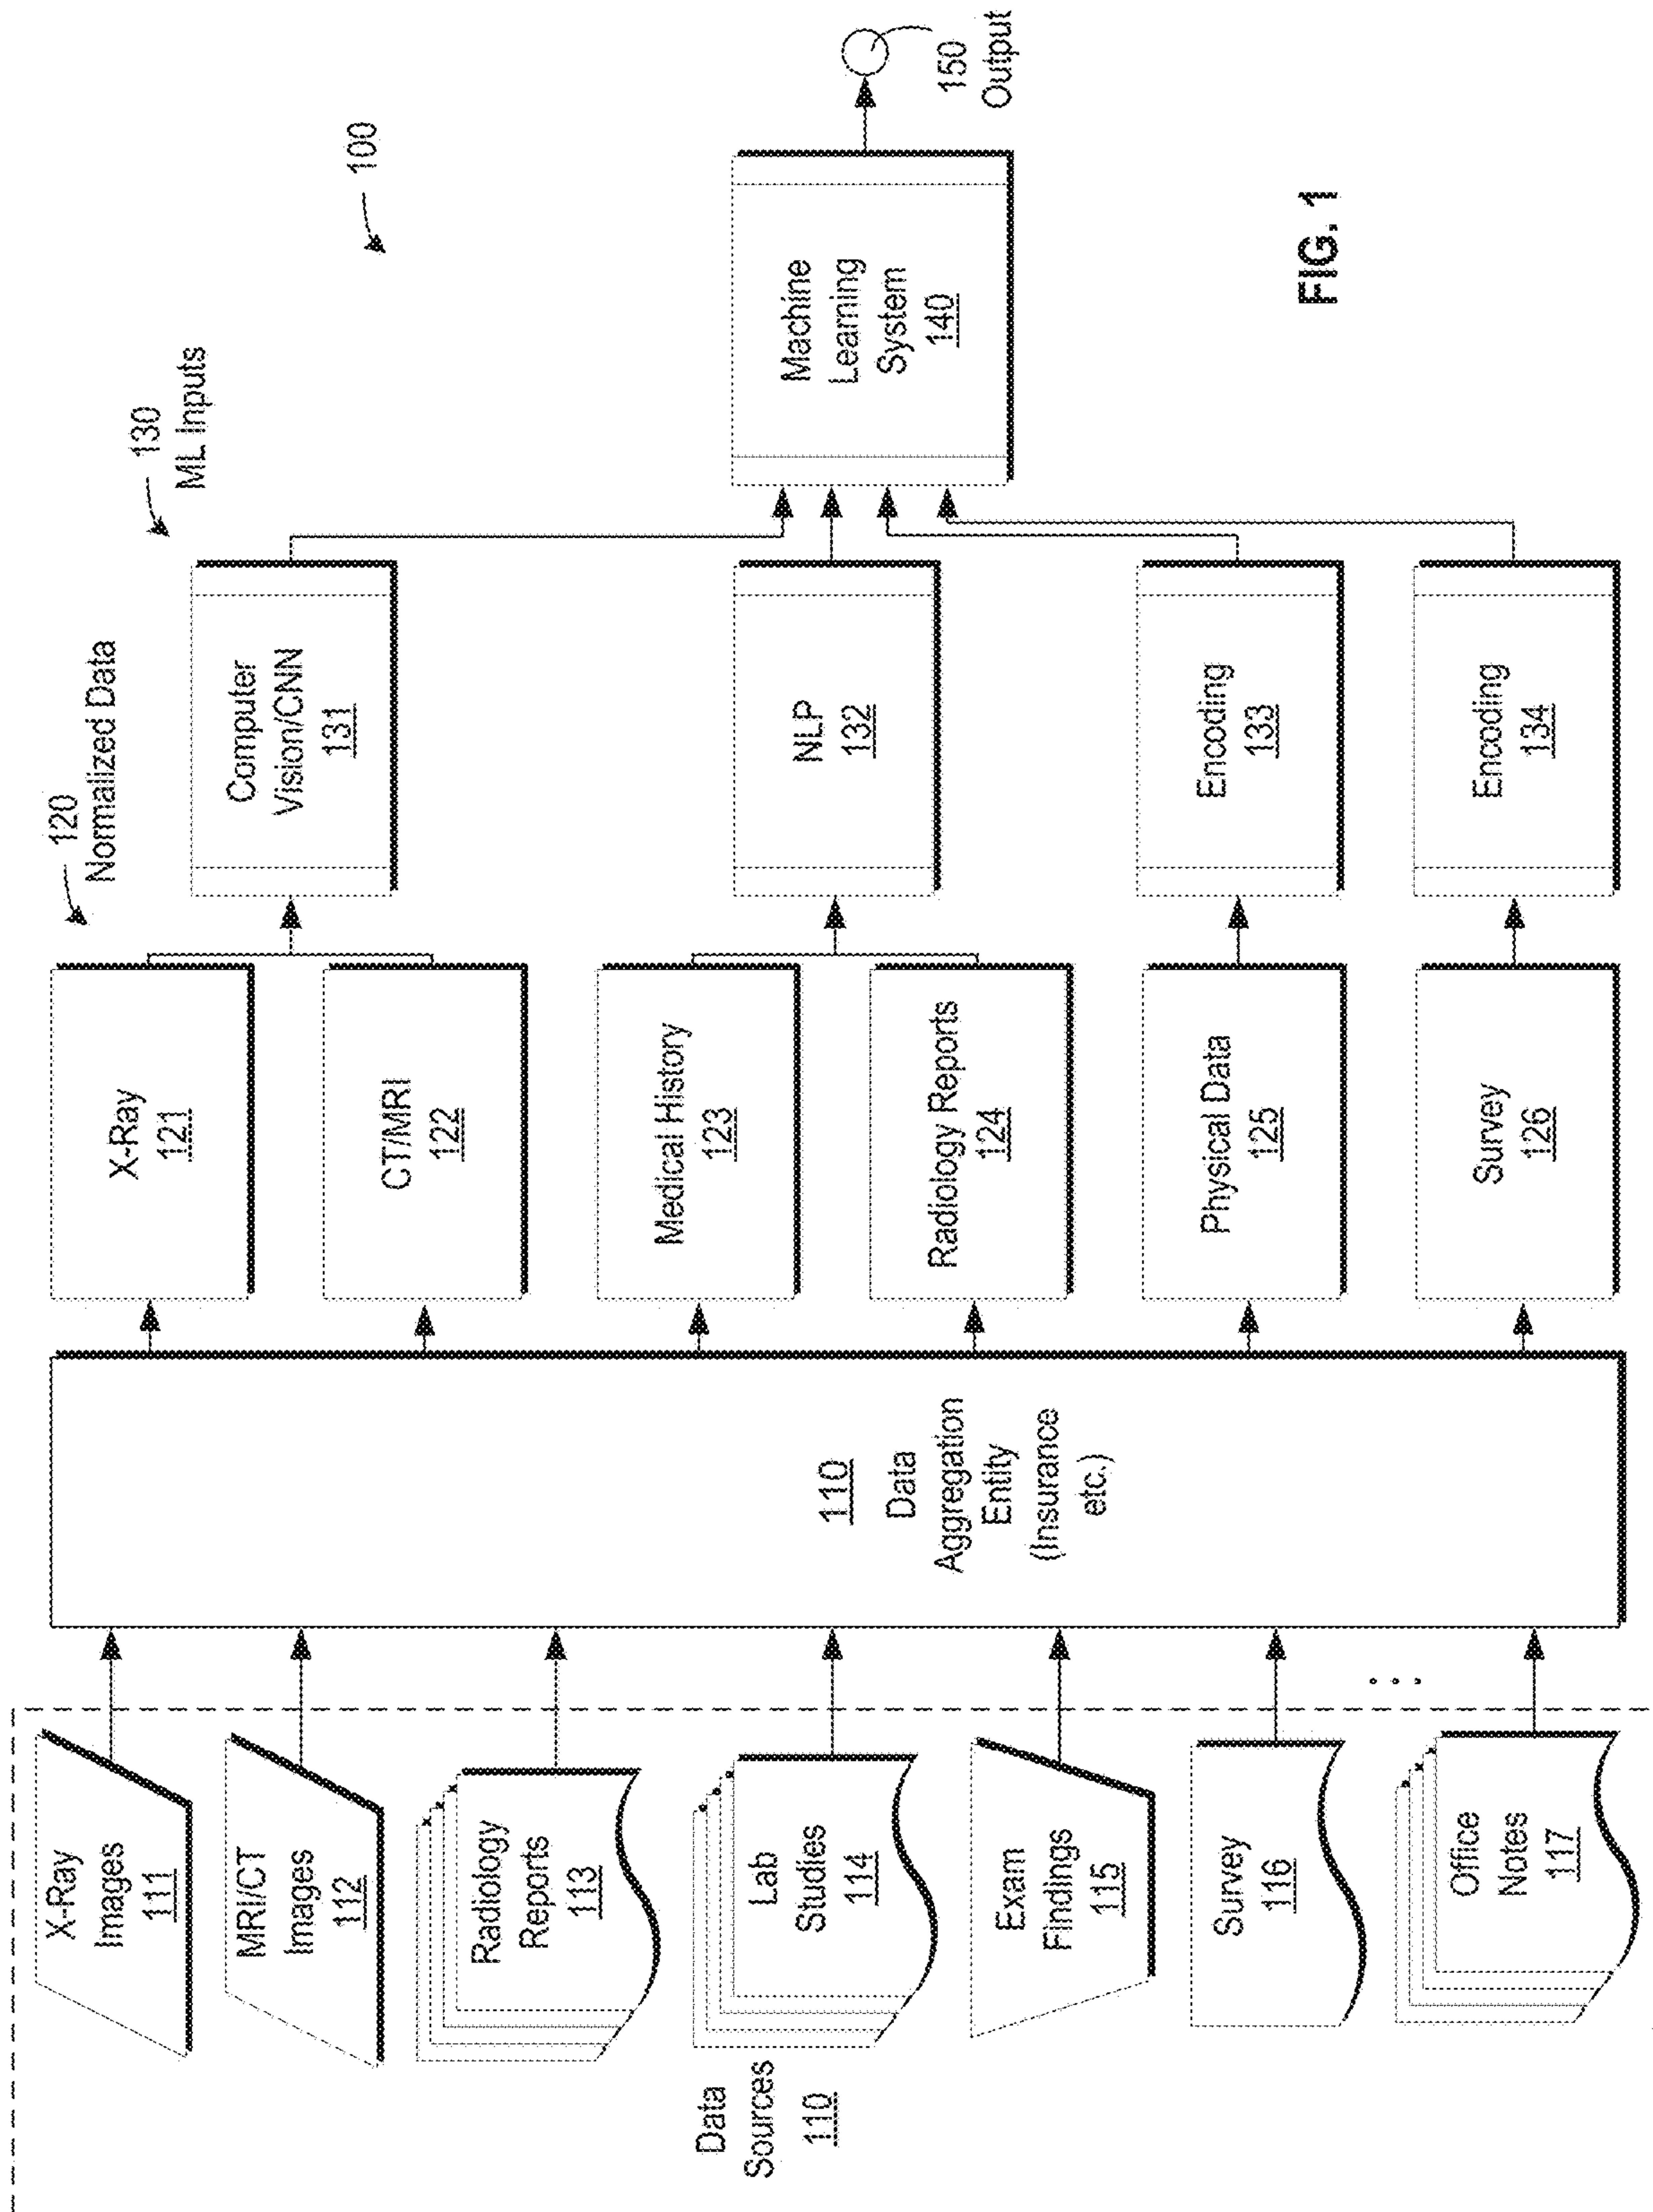 100
Data
Sources
110
X-Ray
Images
111
MRI/CT
Images
112
Radiology
Reports
113
Lab
Studies
114
Exam
Findings
115
Survey
116
. . .
Office
Notes
117
110
Data
Aggregation
Entity
(Insurance
etc.)
120
Normalized Data
X-Ray
121
CT/MRI
122
Medical History
123
Radiology Reports
124
Physical Data
125
Survey
126
130
ML Inputs
Computer
Vision/CNN
131
NLP
132
Encoding
133
Encoding
134
Machine
Learning
System
140
150
Output
FIG. 1